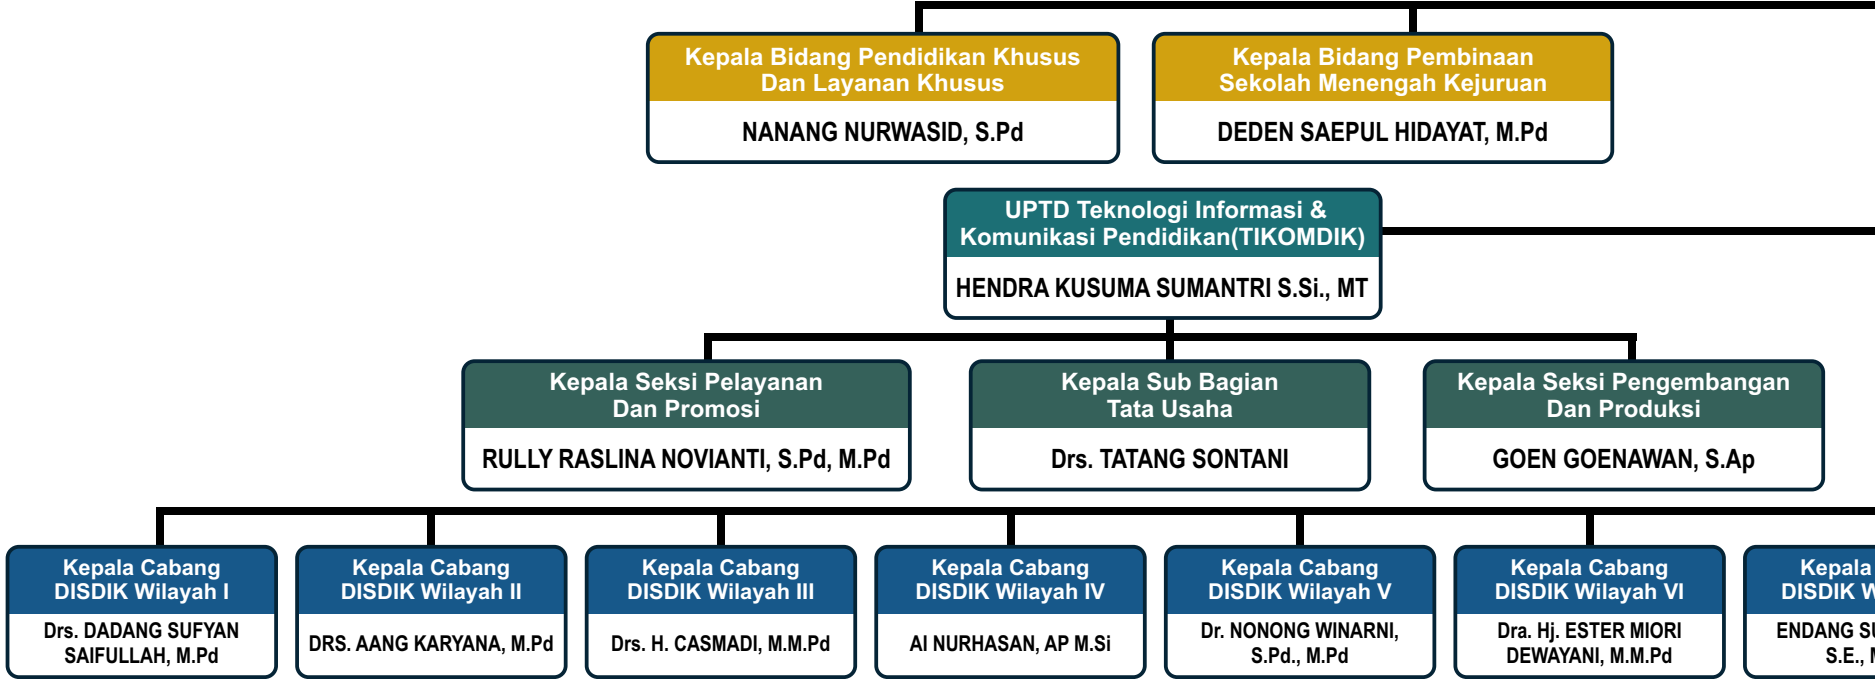 Kepala Bidang Pendidikan Khusus
Dan Layanan Khusus
NANANG NURWASID, S.Pd
Kepala Bidang Pembinaan
Sekolah Menengah Kejuruan
DEDEN SAEPUL HIDAYAT, M.Pd
UPTD Teknologi Informasi &
Komunikasi Pendidikan(TIKOMDIK)
HENDRA KUSUMA SUMANTRI S.Si., MT
Kepala Seksi Pelayanan
Dan Promosi
RULLY RASLINA NOVIANTI, S.Pd, M.Pd
Kepala Sub Bagian
Tata Usaha
Drs. TATANG SONTANI
Kepala Seksi Pengembangan
Dan Produksi
GOEN GOENAWAN, S.Ap
Kepala Cabang
DISDIK Wilayah I
Drs. DADANG SUFYAN
SAIFULLAH, M.Pd
Kepala Cabang
DISDIK Wilayah II
DRS. AANG KARYANA, M.Pd
Kepala Cabang
DISDIK Wilayah III
Drs. H. CASMADI, M.M.Pd
Kepala Cabang
DISDIK Wilayah IV
AI NURHASAN, AP M.Si
Kepala Cabang
DISDIK Wilayah V
Dr. NONONG WINARNI,
S.Pd., M.Pd
Kepala Cabang
DISDIK Wilayah VI
Dra. Hj. ESTER MIORI
DEWAYANI, M.M.Pd
Kepala
DISDIK
ENDANG
S.E.,